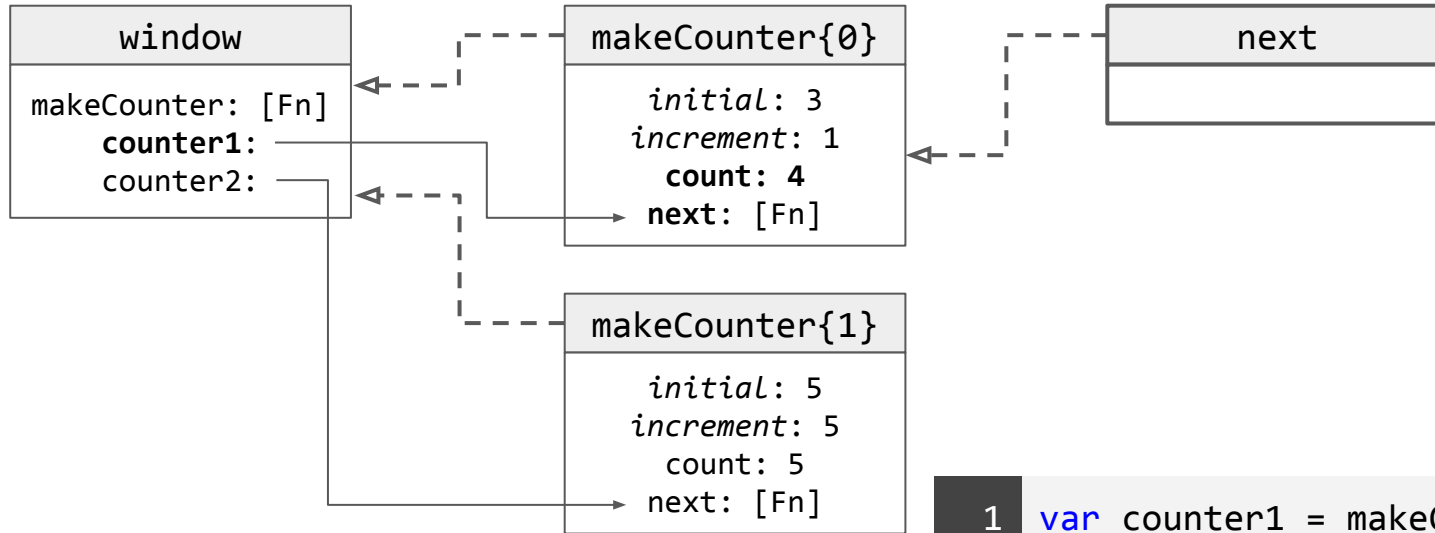 window
makeCounter: [Fn]
counter1:
counter2:
makeCounter{0}
initial: 3
increment: 1
count: 4
next: [Fn]
next
makeCounter{1}
initial: 5
increment: 5
count: 5
next: [Fn]
1 var counter1 =